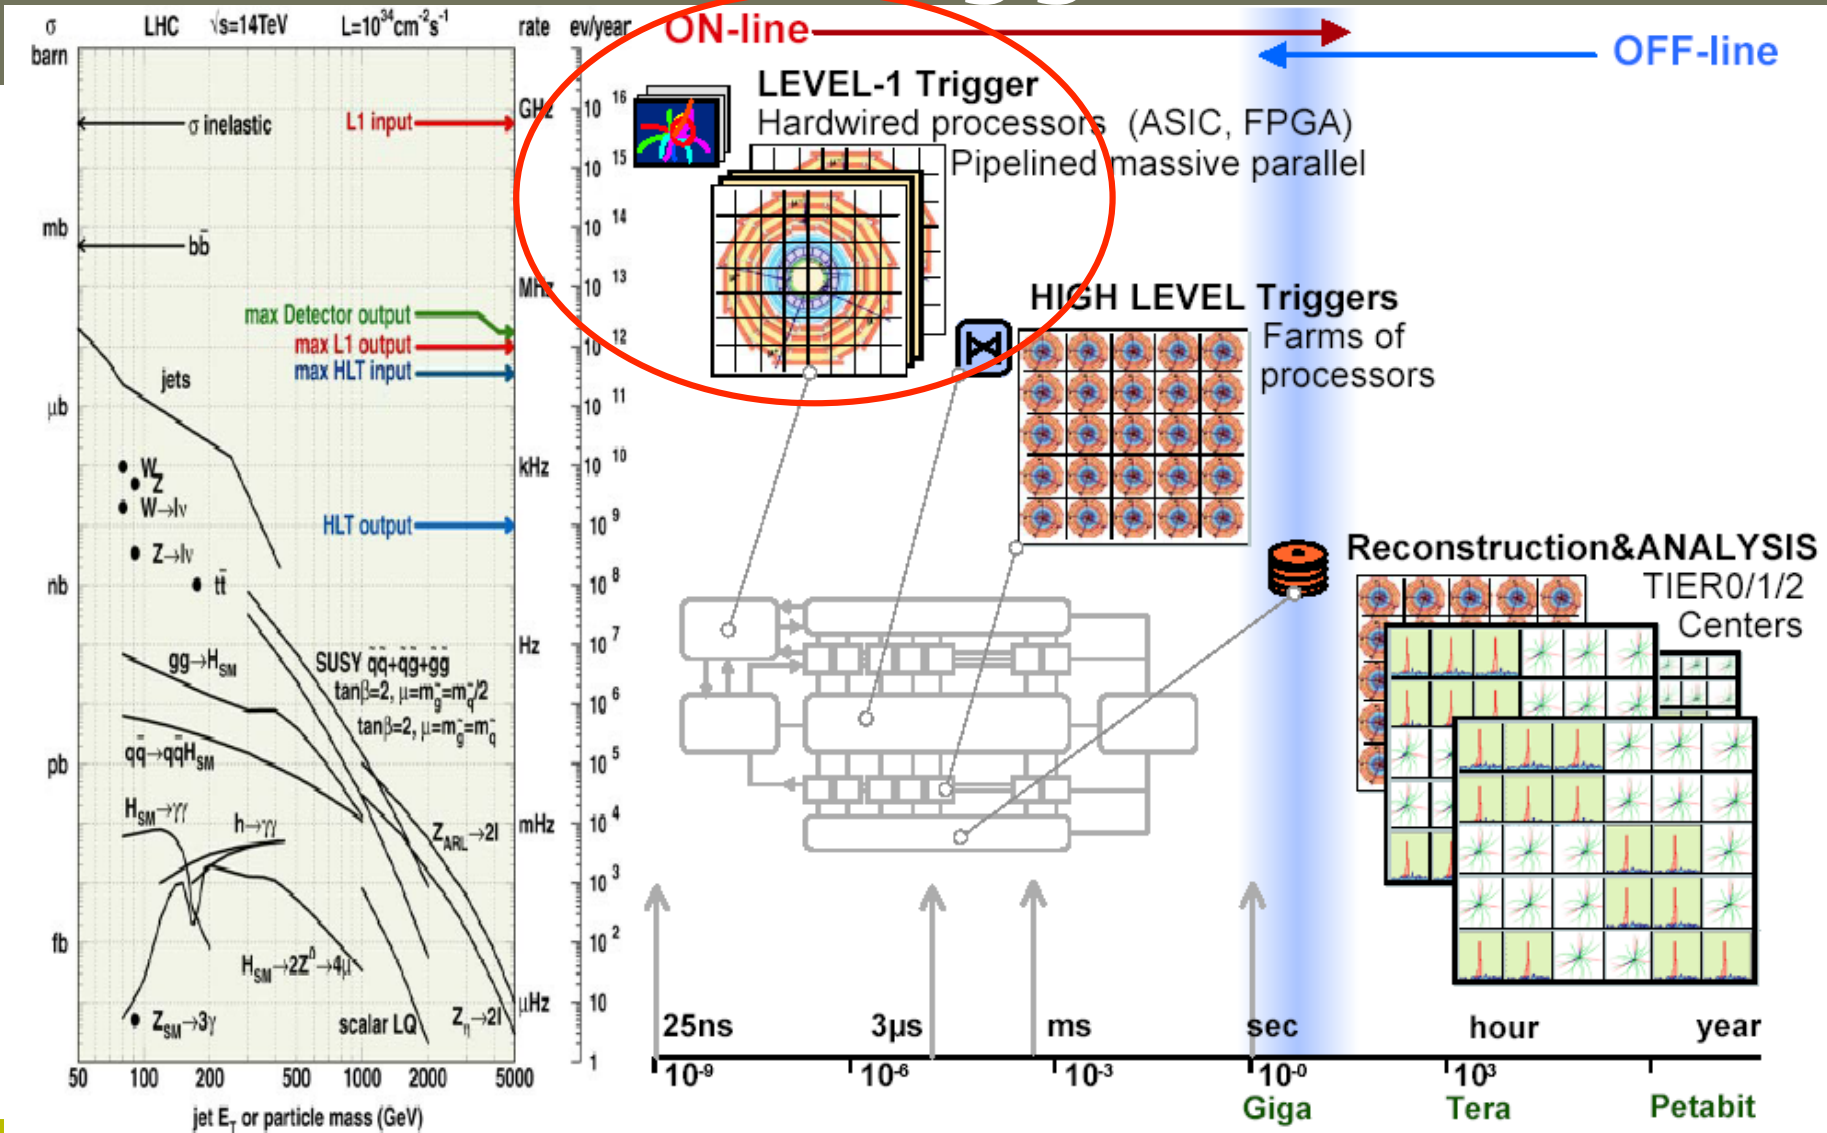 σ LHC √s=14TeV L=10³⁴cm⁻²s⁻¹ rate ev/year
barn
ON-line
OFF-line
LEVEL-1 Trigger
Hardwired processors (ASIC, FPGA)
Pipelined massive parallel
HIGH LEVEL Triggers
Farms of
processors
Reconstruction&ANALYSIS
TIER0/1/2
Centers
σ inelastic
L1 input
bb̄
max Detector output
max L1 output
max HLT input
jets
W
Z
W→lν
Z→lν
HLT output
tt̄
gg→H_SM
SUSY q̃q̃+q̃g̃+g̃g̃
tanβ=2, μ=m_g̃=m_q̃/2
tanβ=2, μ=m_g̃=m_q̃
qq̄→qq̄H_SM
H_SM→γγ
h→γγ
Z_ARL→2l
H_SM→2Z⁰→4μ
Z_SM→3γ
scalar LQ
Z_η→2l
mb
μb
nb
pb
fb
GHz
MHz
kHz
Hz
mHz
μHz
10¹⁶
10¹⁵
10¹⁴
10¹³
10¹²
10¹¹
10¹⁰
10⁹
10⁸
10⁷
10⁶
10⁵
10⁴
10³
10²
10
1
50 100 200 500 1000 2000 5000
jet E_T or particle mass (GeV)
25ns 3μs ms sec hour year
10⁻⁹ 10⁻⁶ 10⁻³ 10⁻⁰ 10³
Giga Tera Petabit